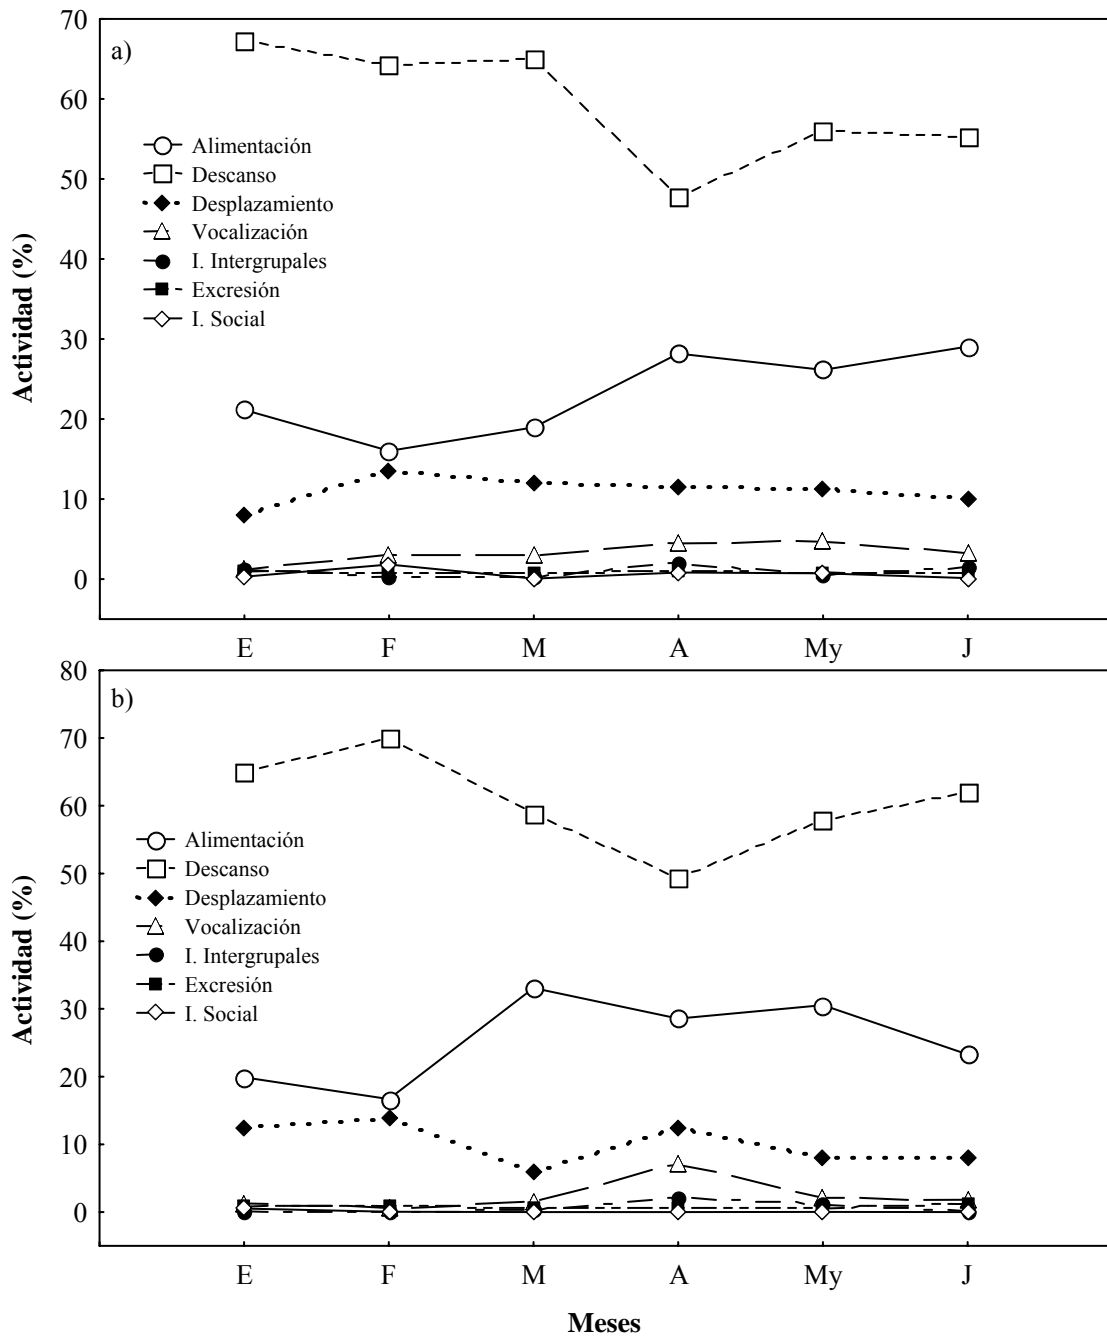 70
a)
60
Alimentación
Descanso
50
Desplazamiento
Vocalización
40
I. Intergrupales
Excresión
I. Social
30
20
10
0
Actividad (%)
E F M A My J
80
b)
70
60
Alimentación
Descanso
50
Desplazamiento
Vocalización
40
I. Intergrupales
Excresión
I. Social
30
20
10
0
Actividad (%)
E F M A My J
Meses